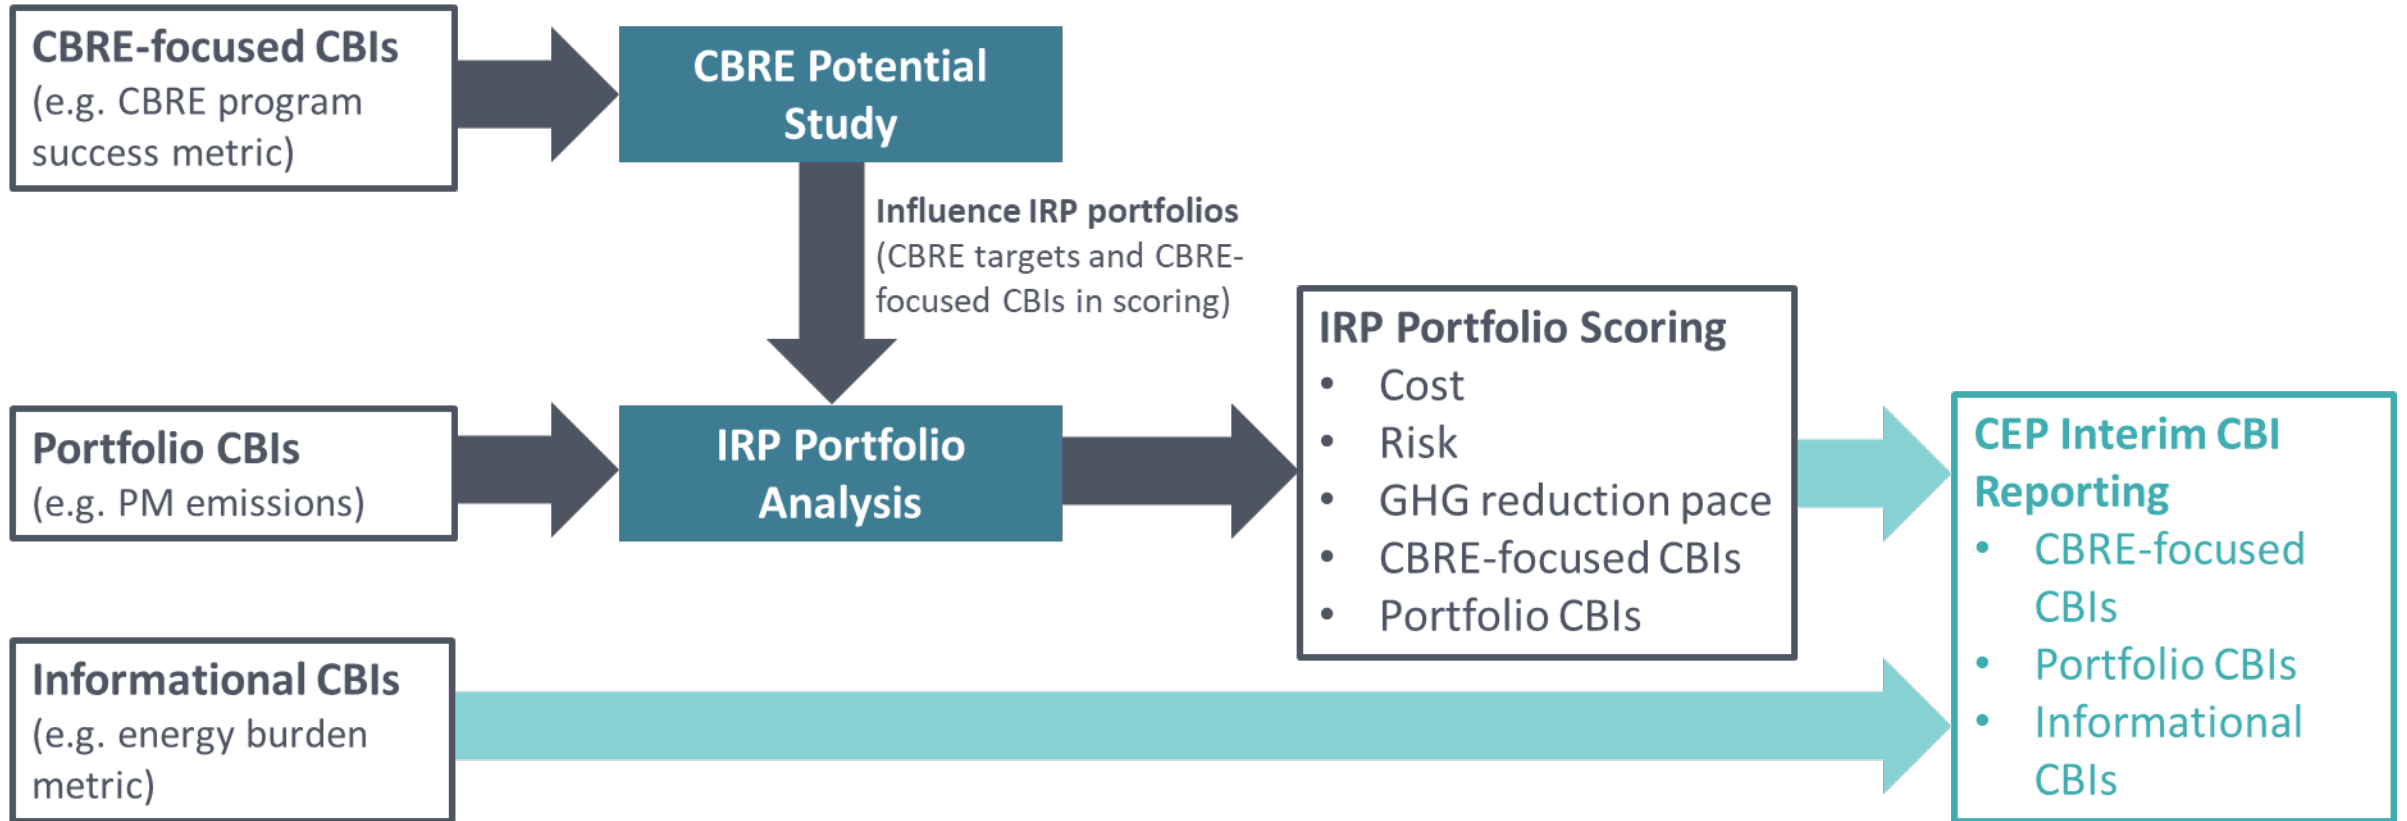 CBRE-focused CBIs
(e.g. CBRE program
success metric)
CBRE Potential
Study
Influence IRP portfolios
(CBRE targets and CBRE-
focused CBIs in scoring)
Portfolio CBIs
(e.g. PM emissions)
IRP Portfolio
Analysis
IRP Portfolio Scoring
• Cost
• Risk
• GHG reduction pace
• CBRE-focused CBIs
• Portfolio CBIs
Informational CBIs
(e.g. energy burden
metric)
CEP Interim CBI
Reporting
• CBRE-focused
CBIs
• Portfolio CBIs
• Informational
CBIs